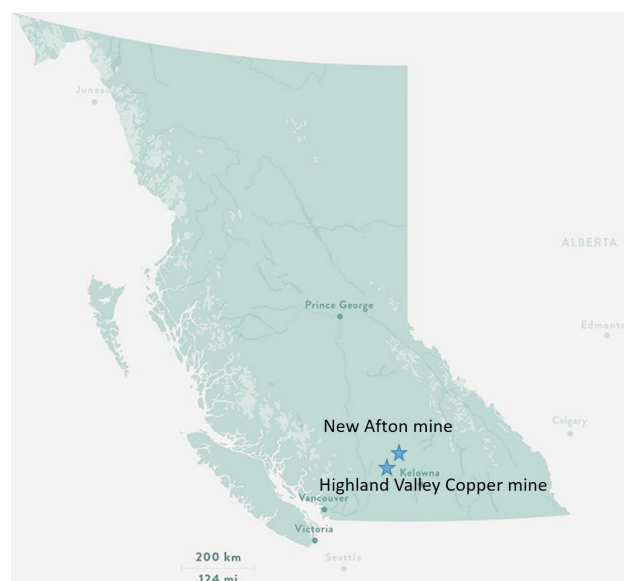 Juneau
ALBERTA
Prince George
Edmonto
Calgary
New Afton mine
Kelowna
Highland Valley Copper mine
Vancouver
Victoria
200 km
Seattle
124 mi